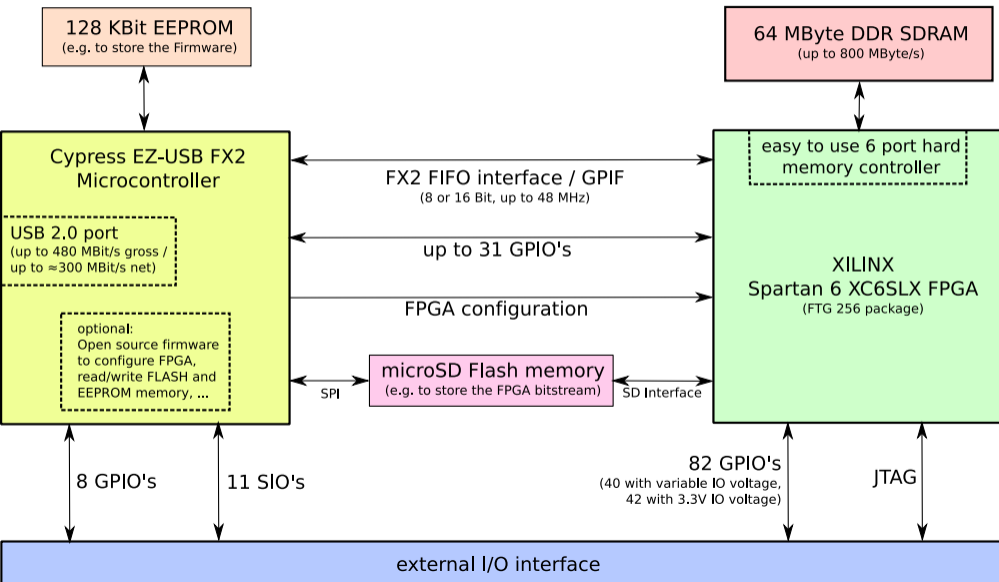 128 KBit EEPROM
(e.g. to store the Firmware)
64 MByte DDR SDRAM
(up to 800 MByte/s)
Cypress EZ-USB FX2
Microcontroller
easy to use 6 port hard
memory controller
FX2 FIFO interface / GPIF
(8 or 16 Bit, up to 48 MHz)
USB 2.0 port
(up to 480 MBit/s gross /
up to ≈300 MBit/s net)
up to 31 GPIO's
XILINX
Spartan 6 XC6SLX FPGA
(FTG 256 package)
FPGA configuration
optional:
Open source firmware
to configure FPGA,
read/write FLASH and
EEPROM memory, ...
SPI
microSD Flash memory
(e.g. to store the FPGA bitstream)
SD Interface
8 GPIO's
11 SIO's
82 GPIO's
(40 with variable IO voltage,
42 with 3.3V IO voltage)
JTAG
external I/O interface